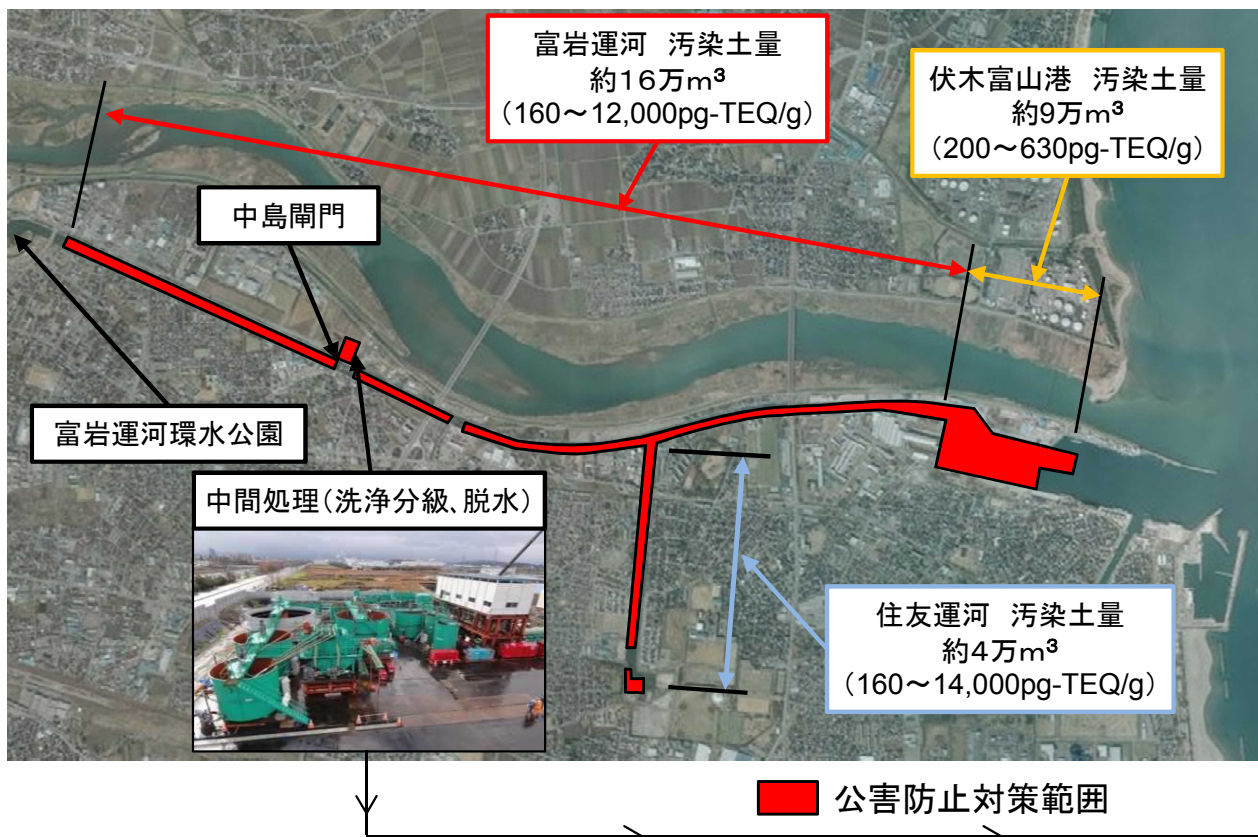 富岩運河　汚染土量
約１６万ｍ³
（160～12,000pg-TEQ/g）
伏木富山港　汚染土量
約９万ｍ³
（200～630pg-TEQ/g）
中島閘門
富岩運河環水公園
中間処理（洗浄分級、脱水）
住友運河　汚染土量
約４万ｍ³
（160～14,000pg-TEQ/g）
公害防止対策範囲